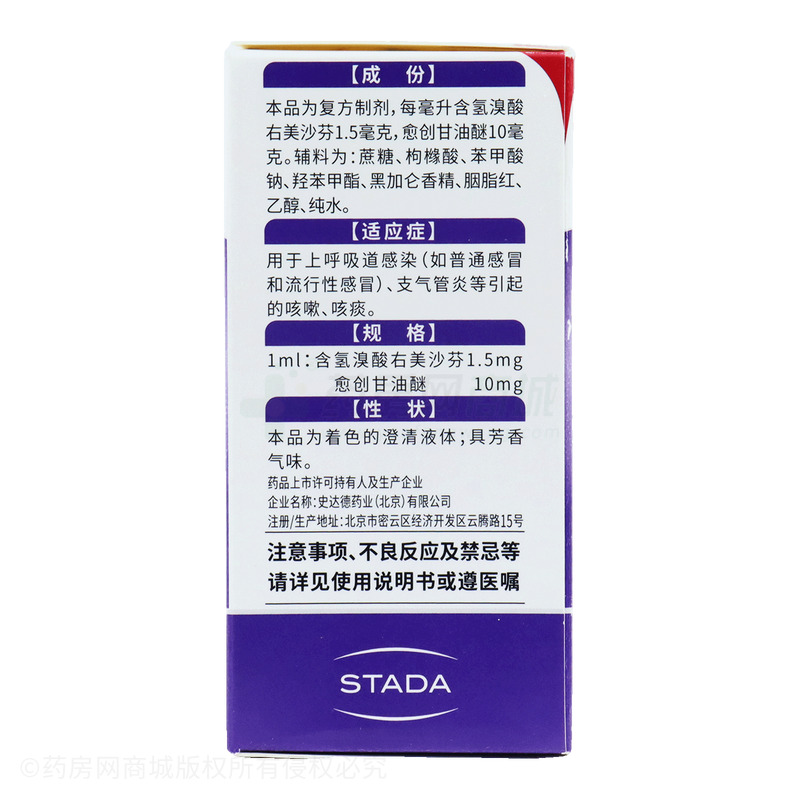 【成 份】
本品为复方制剂，每毫升含氢溴酸
右美沙芬1.5毫克，愈创甘油醚10毫
克。辅料为：蔗糖、枸橼酸、苯甲酸
钠、羟苯甲酯、黑加仑香精、胭脂红、
乙醇、纯水。
【适应症】
用于上呼吸道感染（如普通感冒
和流行性感冒）、支气管炎等引起
的咳嗽、咳痰。
【规 格】
1ml：含氢溴酸右美沙芬1.5mg
愈创甘油醚 10mg
【性 状】
本品为着色的澄清液体；具芳香
气味。
药品上市许可持有人及生产企业
企业名称：史达德药业（北京）有限公司
注册/生产地址：北京市密云区经济开发区云腾路15号
注意事项、不良反应及禁忌等
请详见使用说明书或遵医嘱
STADA
©药房网商城版权所有侵权必究